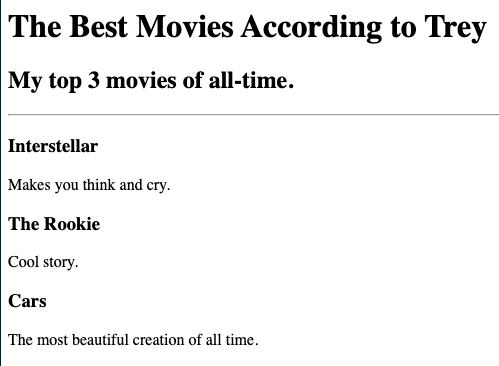 The Best Movies According to Trey
My top 3 movies of all-time.
Interstellar
Makes you think and cry.
The Rookie
Cool story.
Cars
The most beautiful creation of all time.